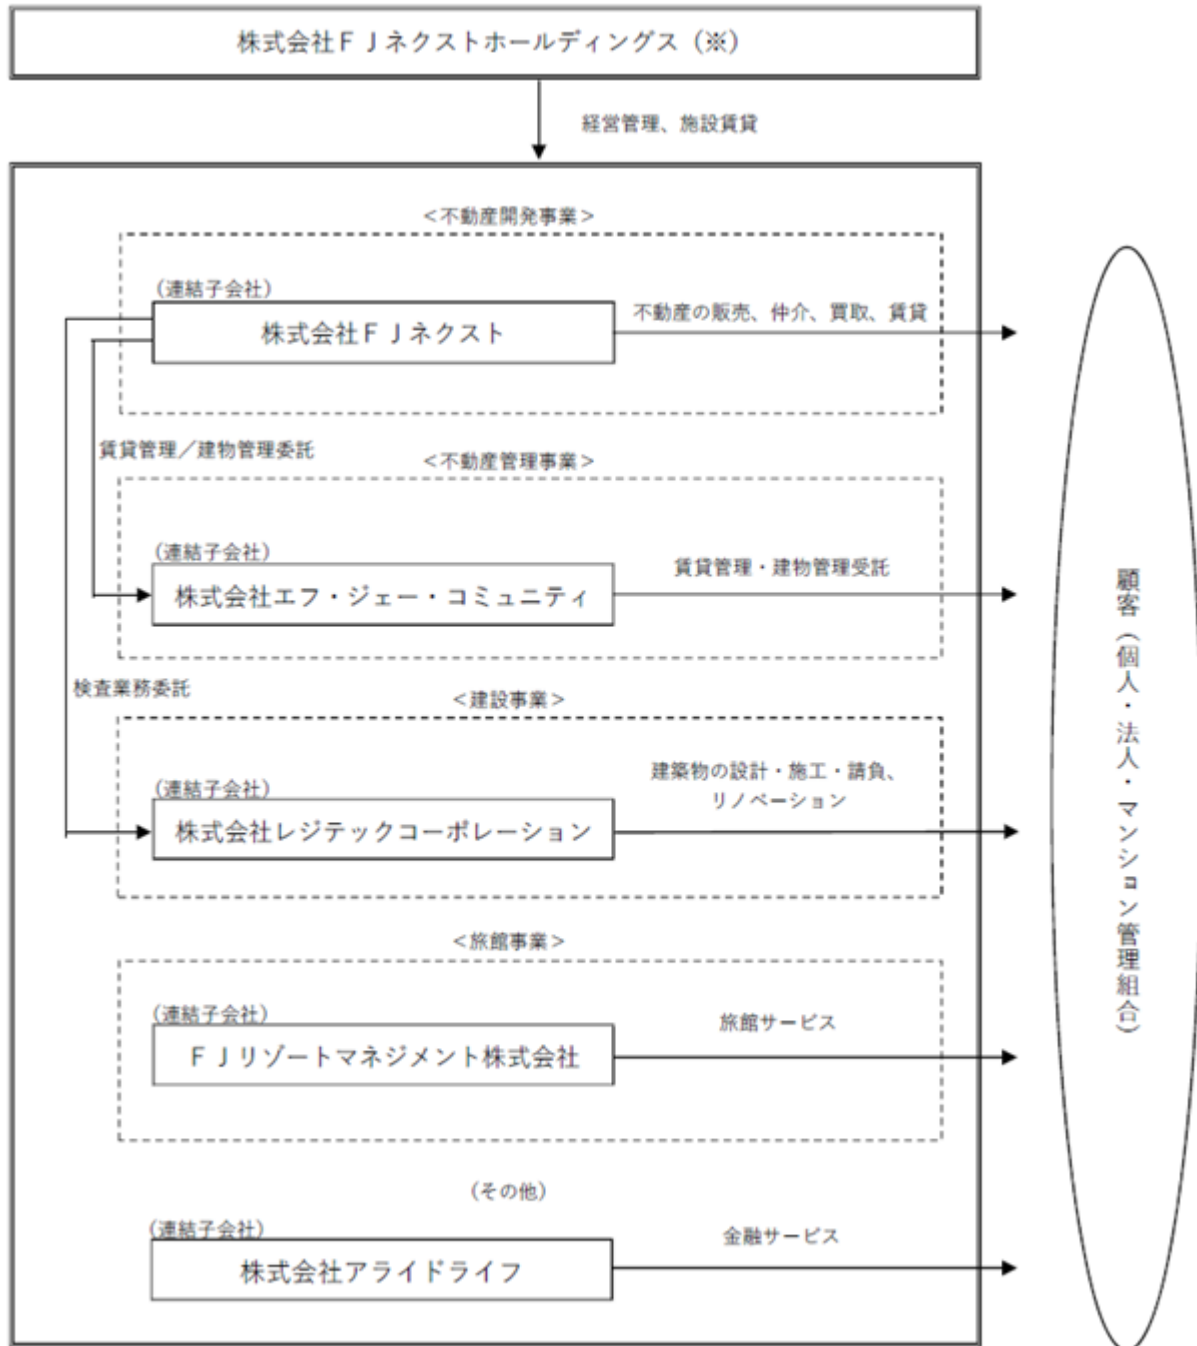 株式会社ＦＪネクストホールディングス（※）
経営管理、施設賃貸
＜不動産開発事業＞
（連結子会社）
株式会社ＦＪネクスト
不動産の販売、仲介、買取、賃貸
賃貸管理／建物管理委託
＜不動産管理事業＞
（連結子会社）
株式会社エフ・ジェー・コミュニティ
賃貸管理・建物管理受託
検査業務委託
＜建設事業＞
（連結子会社）
株式会社レジテックコーポレーション
建築物の設計・施工・請負、
リノベーション
＜旅館事業＞
（連結子会社）
ＦＪリゾートマネジメント株式会社
旅館サービス
（その他）
（連結子会社）
株式会社アライドライフ
金融サービス
顧客（個人・法人・マンション管理組合）